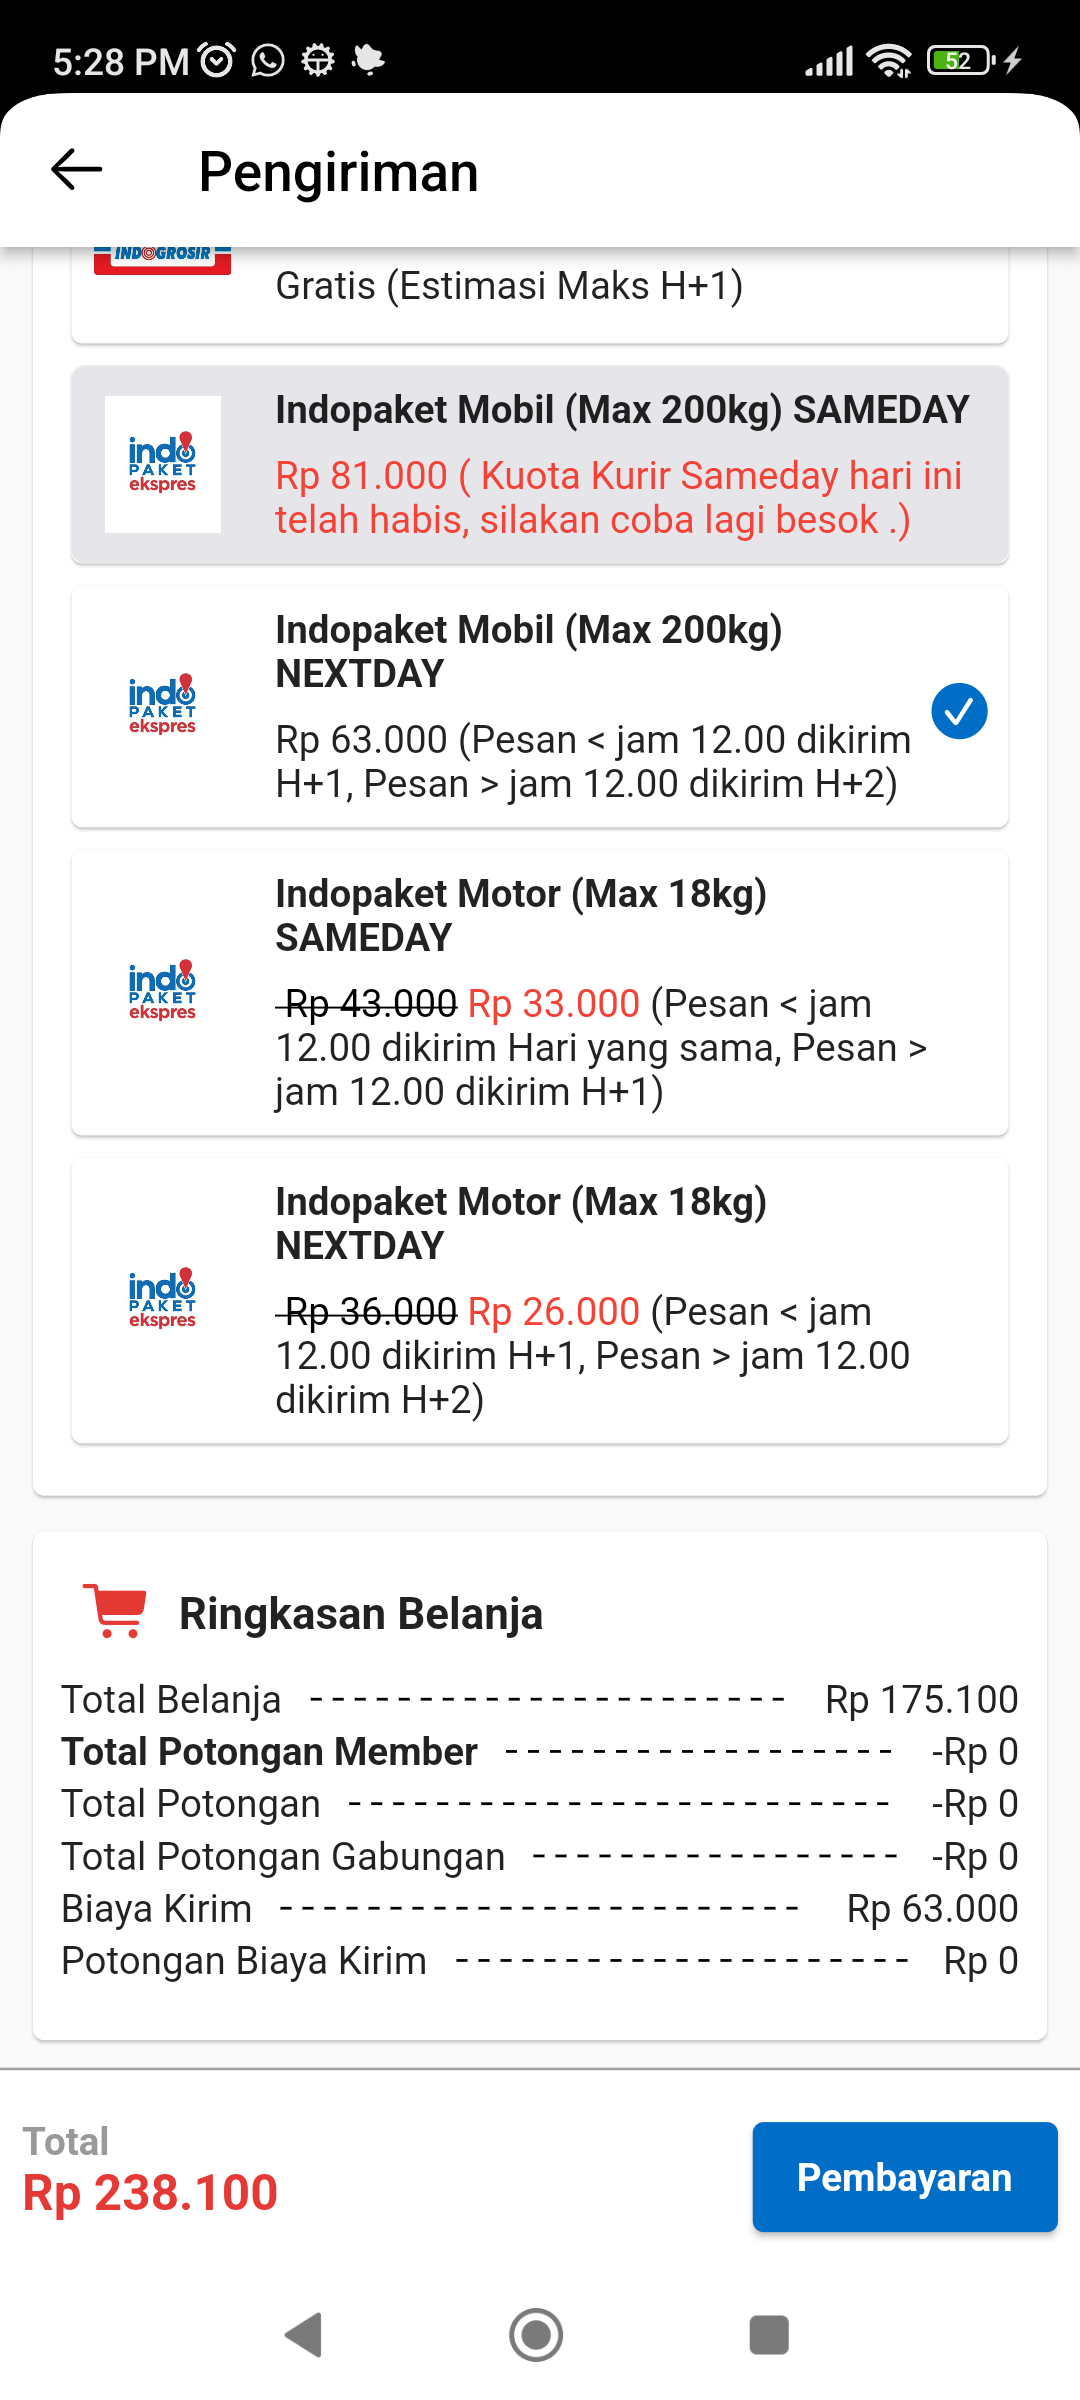 5:28 PM
52
Pengiriman
INDOGROSIR
Gratis (Estimasi Maks H+1)
indo
PAKET
ekspres
Indopaket Mobil (Max 200kg) SAMEDAY
Rp 81.000 ( Kuota Kurir Sameday hari ini
telah habis, silakan coba lagi besok .)
indo
PAKET
ekspres
Indopaket Mobil (Max 200kg)
NEXTDAY
Rp 63.000 (Pesan < jam 12.00 dikirim
H+1, Pesan > jam 12.00 dikirim H+2)
indo
PAKET
ekspres
Indopaket Motor (Max 18kg)
SAMEDAY
Rp 43.000 Rp 33.000 (Pesan < jam
12.00 dikirim Hari yang sama, Pesan >
jam 12.00 dikirim H+1)
indo
PAKET
ekspres
Indopaket Motor (Max 18kg)
NEXTDAY
Rp 36.000 Rp 26.000 (Pesan < jam
12.00 dikirim H+1, Pesan > jam 12.00
dikirim H+2)
Ringkasan Belanja
Total Belanja ---------------------- Rp 175.100
Total Potongan Member ------------------ -Rp 0
Total Potongan ------------------------- -Rp 0
Total Potongan Gabungan ----------------- -Rp 0
Biaya Kirim ------------------------ Rp 63.000
Potongan Biaya Kirim --------------------- Rp 0
Total
Rp 238.100
Pembayaran